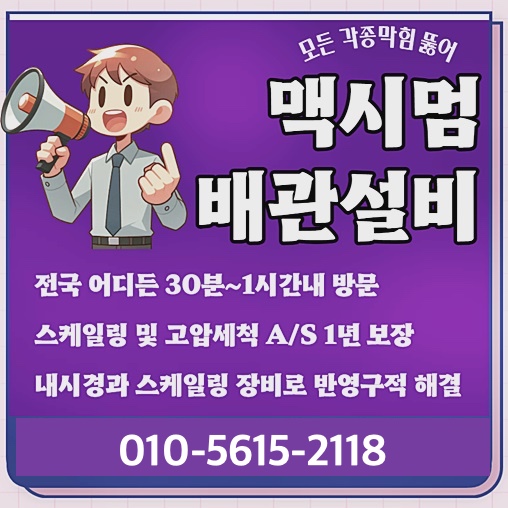 모든 각종막힘 뚫어
맥시멈
배관설비
전국 어디든 30분~1시간내 방문
스케일링 및 고압세척 A/S 1년 보장
내시경과 스케일링 장비로 반영구적 해결
010-5615-2118